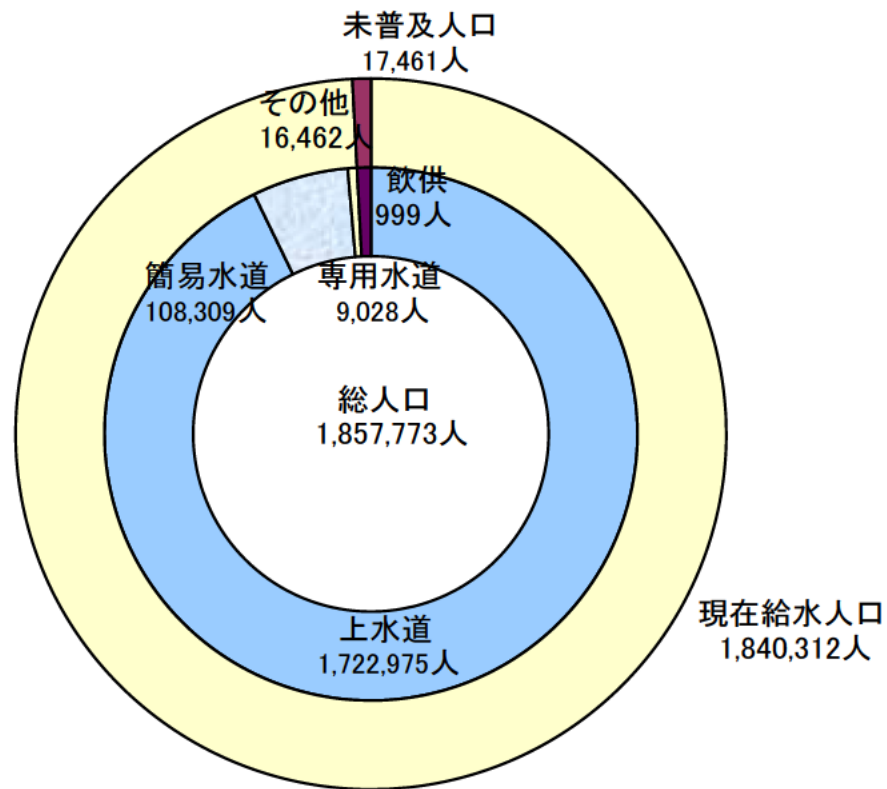 未普及人口
17,461人
その他
16,462人
飲供
999人
簡易水道
108,309人
専用水道
9,028人
総人口
1,857,773人
上水道
1,722,975人
現在給水人口
1,840,312人